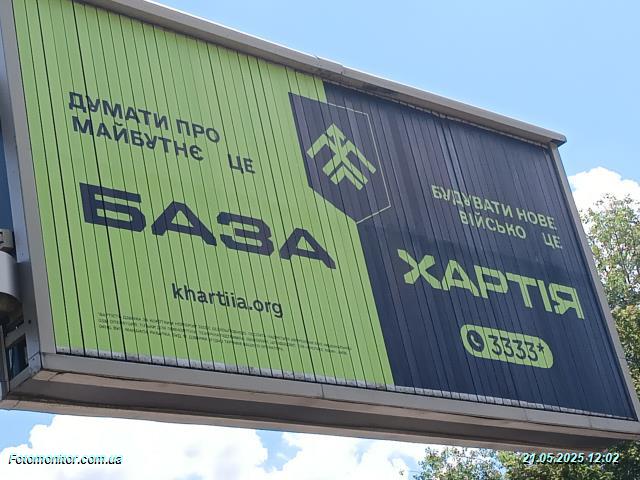 ДУМАТИ ПРО
МАЙБУТНЄ ЦЕ
БАЗА
khartiia.org
БУДУВАТИ НОВЕ
ВІЙСЬКО ЦЕ
ХАРТІЯ
3333*
Fotomonitor.com.ua
21.05.2025 12:02